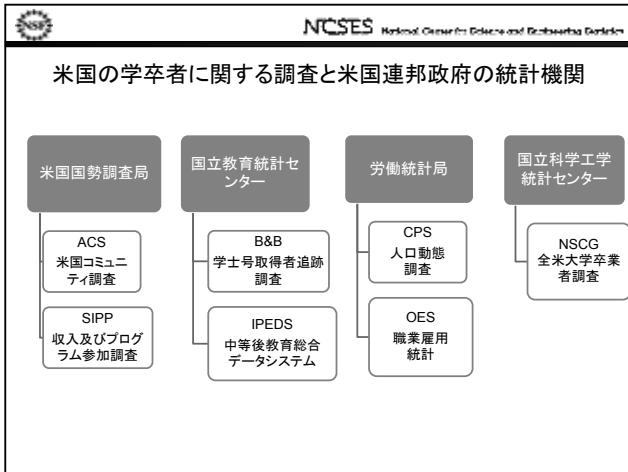 NSF
NCSES National Center for Science and Engineering Statistics
米国の学卒者に関する調査と米国連邦政府の統計機関
米国国勢調査局
ACS
米国コミュニ
ティ調査
SIPP
収入及びプログ
ラム参加調査
国立教育統計セ
ンター
B&B
学士号取得者追跡
調査
IPEDS
中等後教育総合
データシステム
労働統計局
CPS
人口動態
調査
OES
職業雇用
統計
国立科学工学
統計センター
NSCG
全米大学卒業
者調査